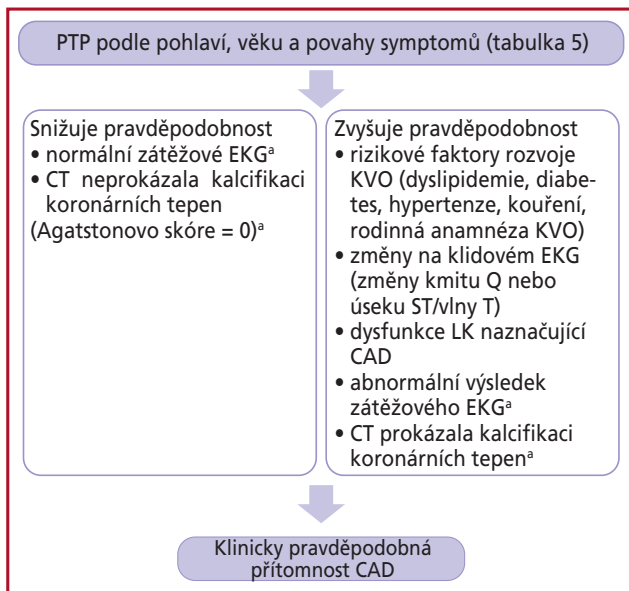 PTP podle pohlaví, věku a povahy symptomů (tabulka 5)
Snižuje pravděpodobnost
• normální zátěžové EKGᵃ
• CT neprokázala kalcifikaci
koronárních tepen
(Agatstonovo skóre = 0)ᵃ
Zvyšuje pravděpodobnost
• rizikové faktory rozvoje
KVO (dyslipidemie, diabe-
tes, hypertenze, kouření,
rodinná anamnéza KVO)
• změny na klidovém EKG
(změny kmitu Q nebo
úseku ST/vlny T)
• dysfunkce LK naznačující
CAD
• abnormální výsledek
zátěžového EKGᵃ
• CT prokázala kalcifikaci
koronárních tepenᵃ
Klinicky pravděpodobná
přítomnost CAD